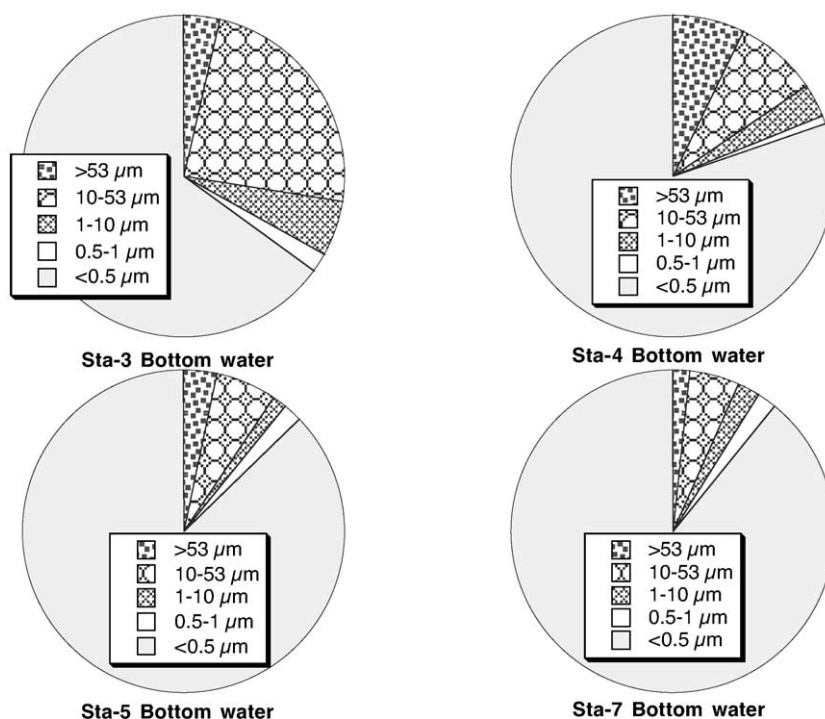 >53 µm
10-53 µm
1-10 µm
0.5-1 µm
<0.5 µm
Sta-3 Bottom water
>53 µm
10-53 µm
1-10 µm
0.5-1 µm
<0.5 µm
Sta-4 Bottom water
>53 µm
10-53 µm
1-10 µm
0.5-1 µm
<0.5 µm
Sta-5 Bottom water
>53 µm
10-53 µm
1-10 µm
0.5-1 µm
<0.5 µm
Sta-7 Bottom water